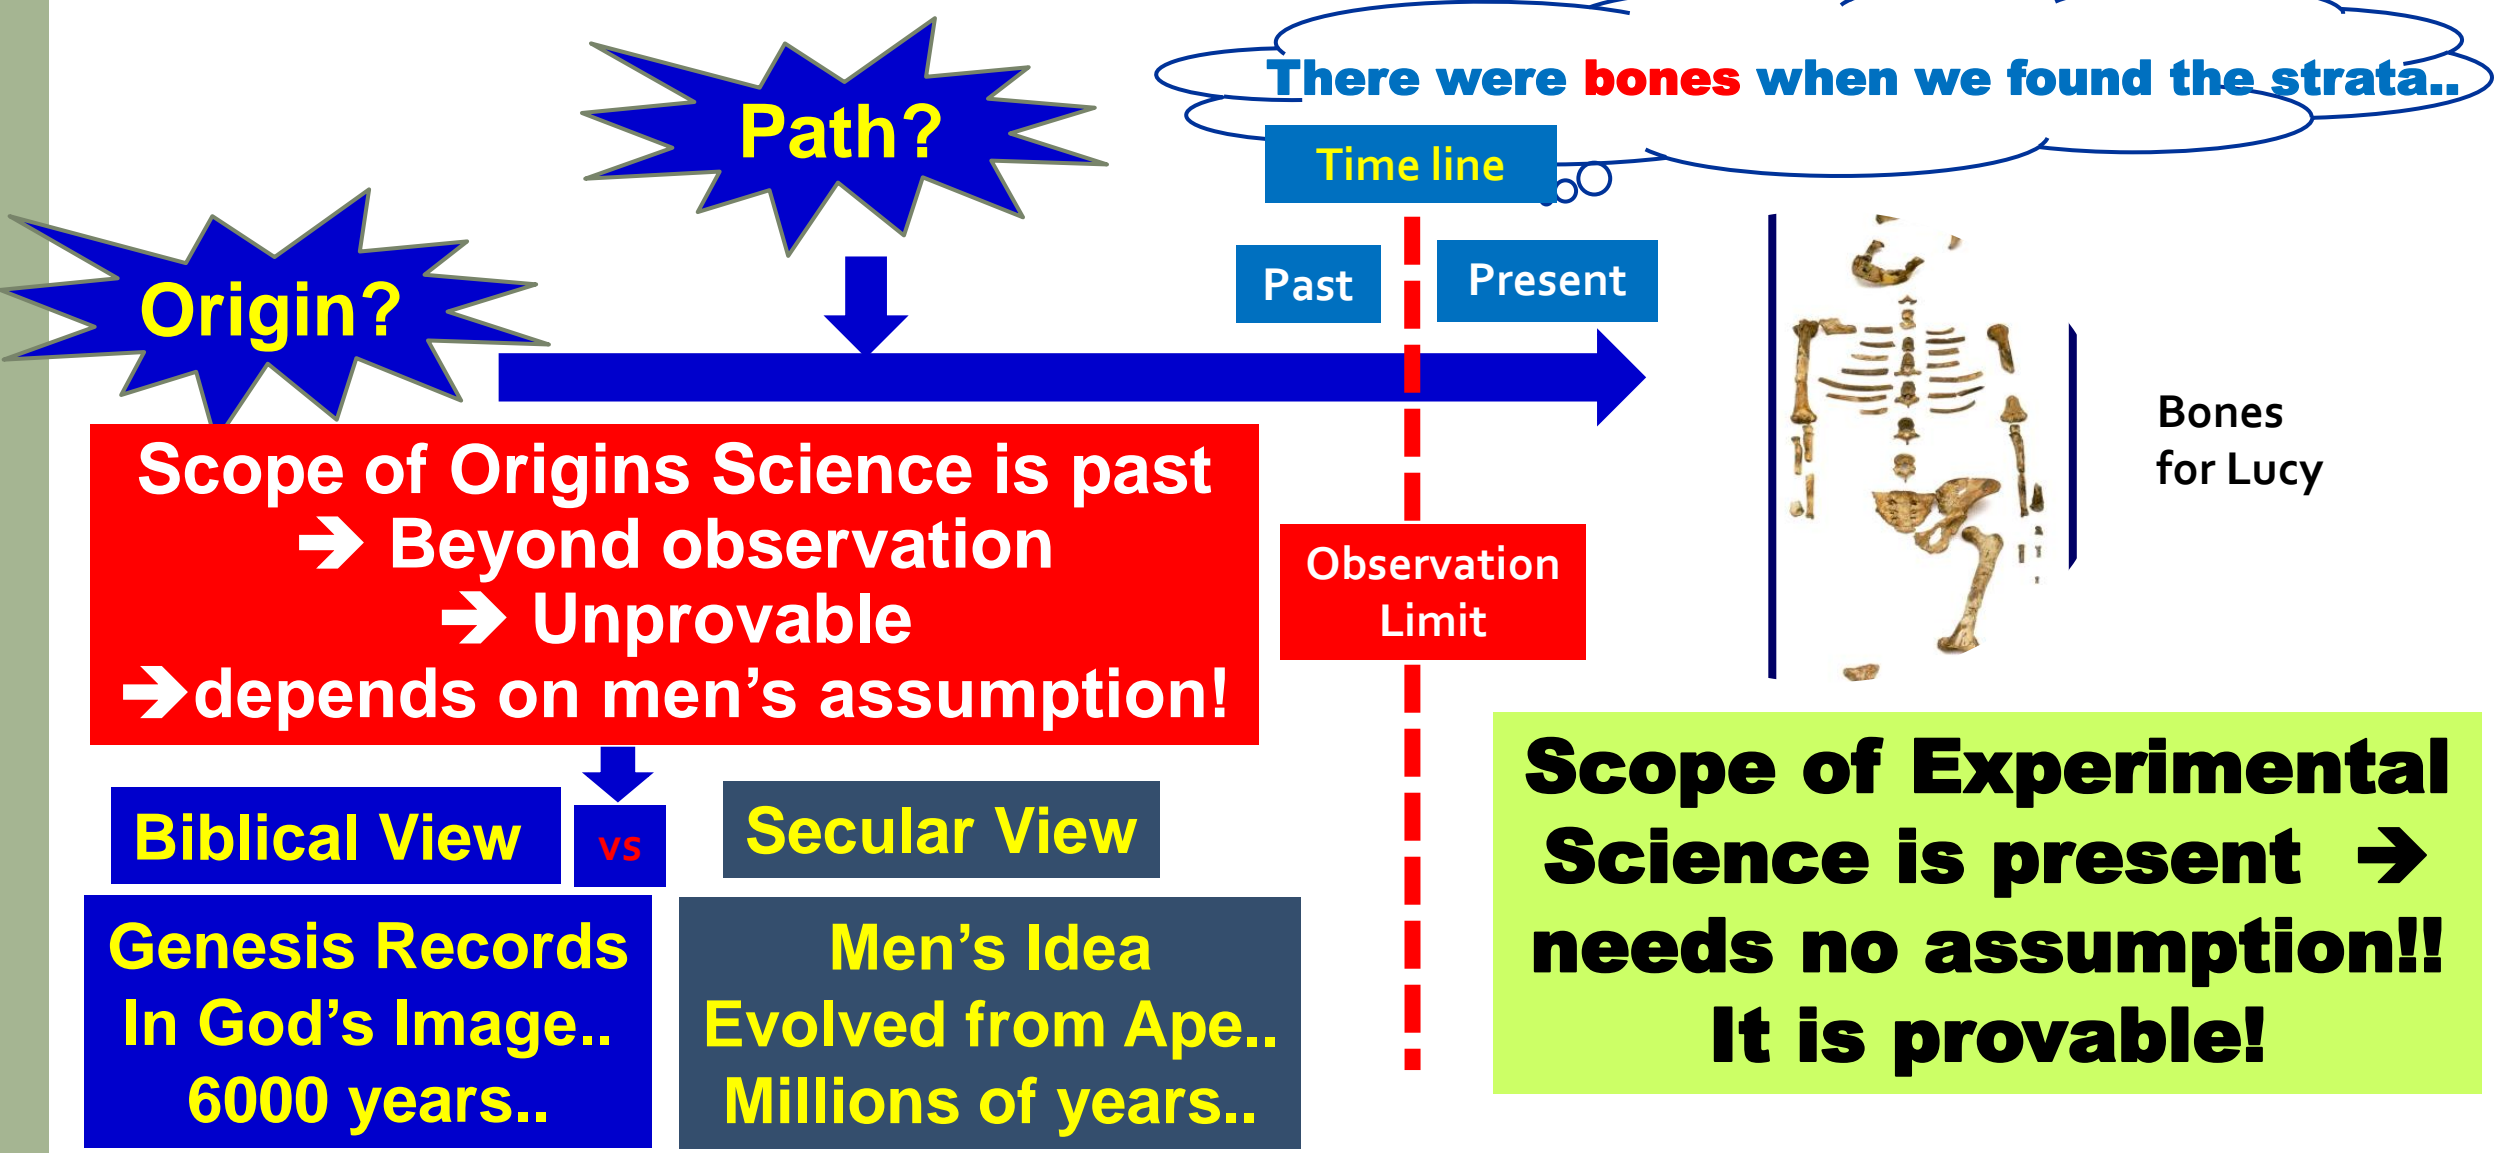 There were bones when we found the strata..
Path?
Time line
Origin?
Past
Present
Bones
for Lucy
Scope of Origins Science is past
➔ Beyond observation
➔ Unprovable
➔depends on men’s assumption!
Observation
Limit
Biblical View
vs
Secular View
Genesis Records
In God’s Image..
6000 years..
Men’s Idea
Evolved from Ape..
Millions of years..
Scope of Experimental
Science is present ➔
needs no assumption!!
It is provable!